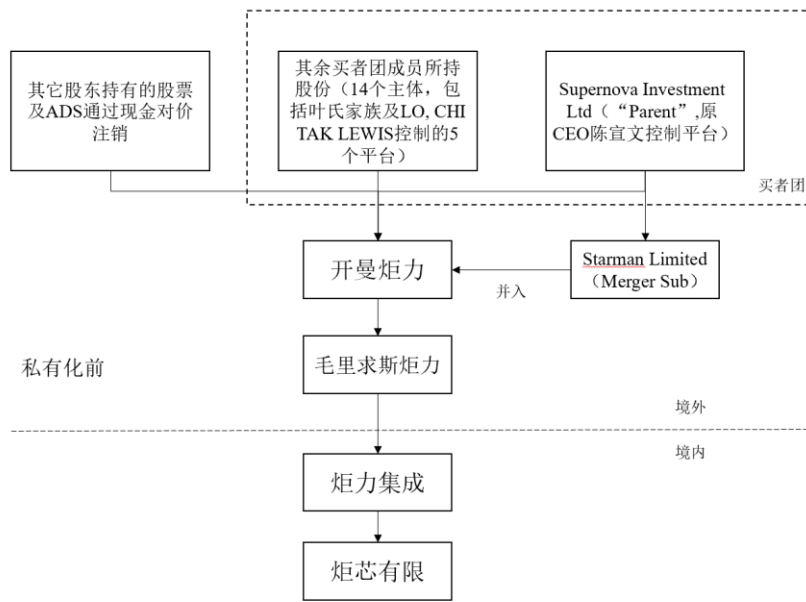 其它股东持有的股票
及ADS通过现金对价
注销
其余买者团成员所持
股份（14个主体，包
括叶氏家族及LO, CHI
TAK LEWIS控制的5
个平台）
Supernova Investment
Ltd（“Parent”,原
CEO陈宣文控制平台）
买者团
开曼炬力
并入
Starman Limited
（Merger Sub）
毛里求斯炬力
私有化前
境外
境内
炬力集成
炬芯有限